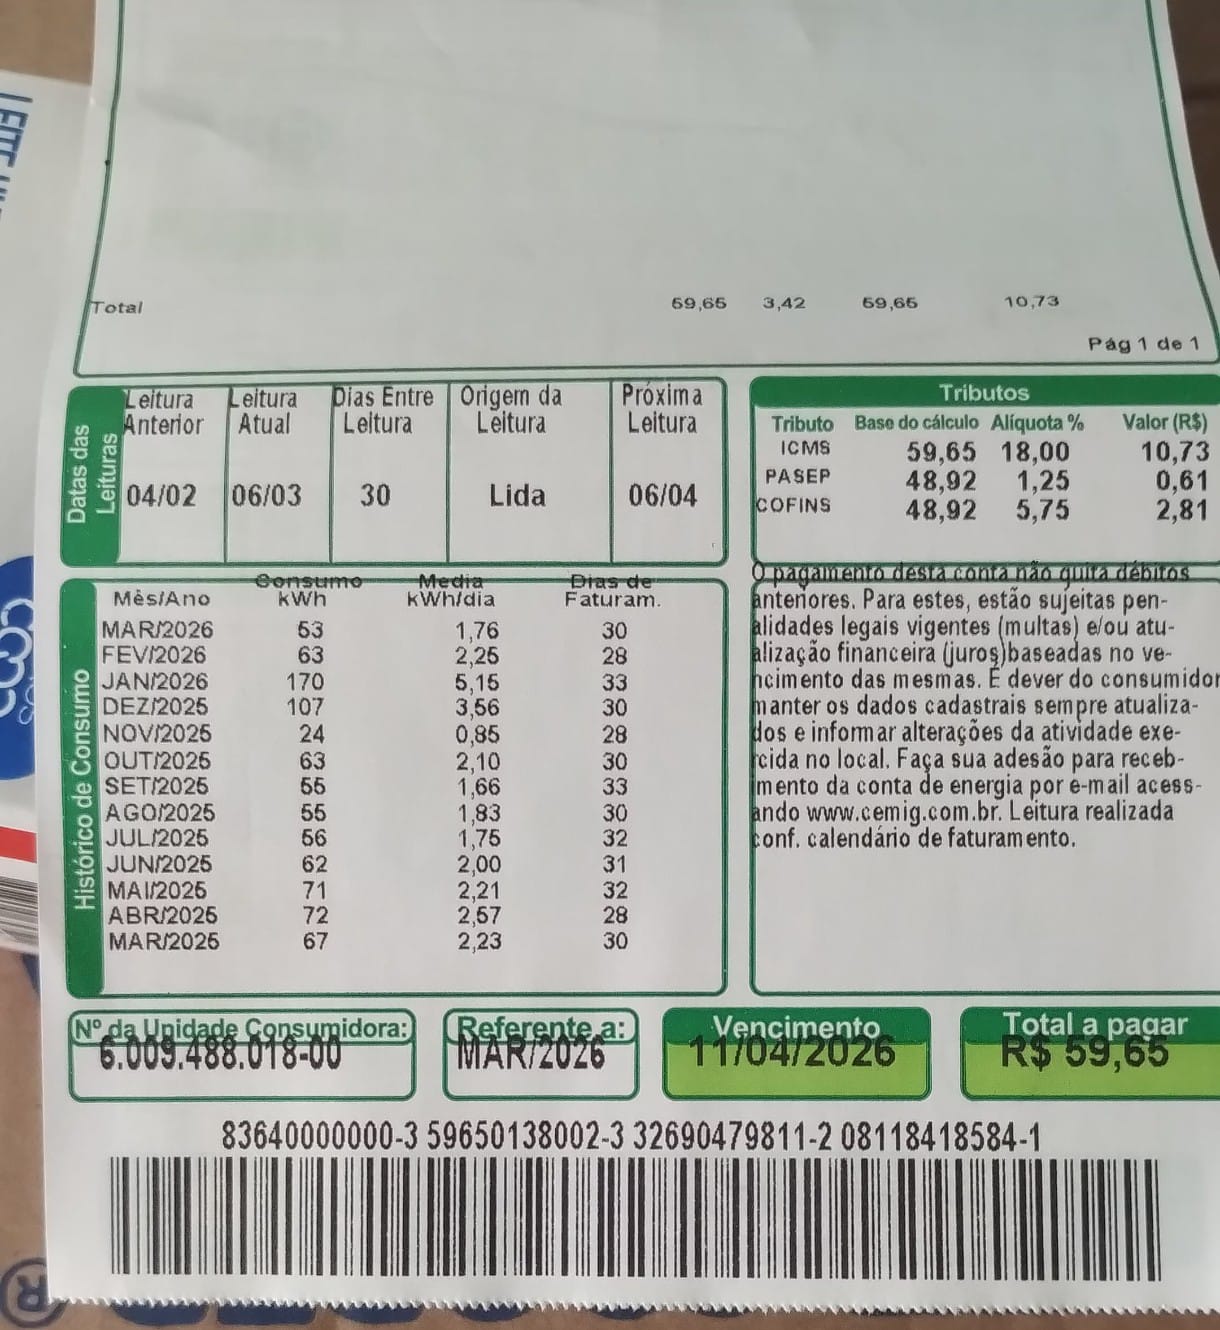 LEITE
Total 59,65 3,42 59,65 10,73
Pág 1 de 1
Datas das Leituras
Leitura Anterior Leitura Atual Dias Entre Leitura Origem da Leitura Próxima Leitura
04/02 06/03 30 Lida 06/04
Tributos
Tributo Base do cálculo Alíquota % Valor (R$)
ICMS 59,65 18,00 10,73
PASEP 48,92 1,25 0,61
COFINS 48,92 5,75 2,81
Histórico de Consumo
Mês/Ano Consumo kWh Media kWh/dia Dias de Faturam.
MAR/2026 53 1,76 30
FEV/2026 63 2,25 28
JAN/2026 170 5,15 33
DEZ/2025 107 3,56 30
NOV/2025 24 0,85 28
OUT/2025 63 2,10 30
SET/2025 55 1,66 33
AGO/2025 55 1,83 30
JUL/2025 56 1,75 32
JUN/2025 62 2,00 31
MAI/2025 71 2,21 32
ABR/2025 72 2,57 28
MAR/2025 67 2,23 30
O pagamento desta conta não quita débitos
anteriores. Para estes, estão sujeitas pen-
alidades legais vigentes (multas) e/ou atu-
alização financeira (juros)baseadas no ve-
ncimento das mesmas. É dever do consumidor
manter os dados cadastrais sempre atualiza-
dos e informar alterações da atividade exe-
rcida no local. Faça sua adesão para receb-
imento da conta de energia por e-mail acess-
ando www.cemig.com.br. Leitura realizada
conf. calendário de faturamento.
Nº da Unidade Consumidora: Referente a: Vencimento Total a pagar
6.009.488.018-00 MAR/2026 11/04/2026 R$ 59,65
83640000000-3 59650138002-3 32690479811-2 08118418584-1
®